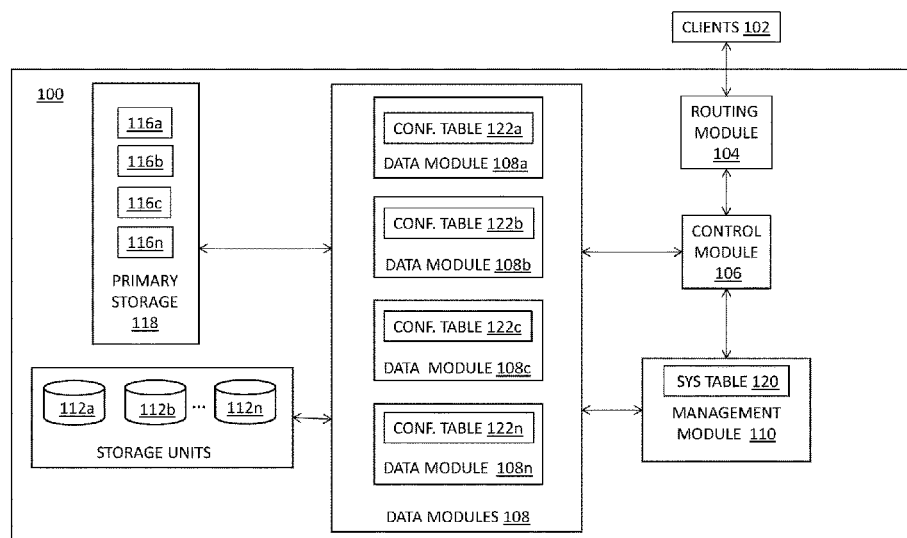 CLIENTS 102
100
116a
116b
116c
116n
PRIMARY
STORAGE
118
112a
112b
...
112n
STORAGE UNITS
CONF. TABLE 122a
DATA MODULE 108a
CONF. TABLE 122b
DATA MODULE 108b
CONF. TABLE 122c
DATA MODULE 108c
CONF. TABLE 122n
DATA MODULE 108n
DATA MODULES 108
ROUTING
MODULE
104
CONTROL
MODULE
106
SYS TABLE 120
MANAGEMENT
MODULE 110